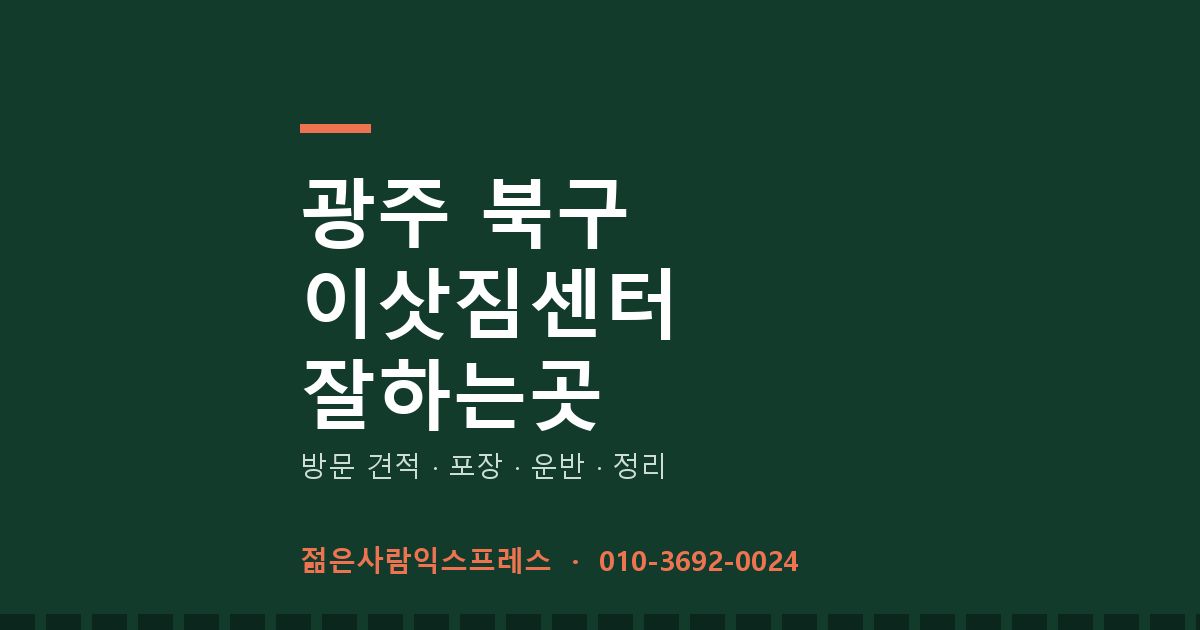 광주 북구
이삿짐센터
잘하는곳
방문 견적 · 포장 · 운반 · 정리
젊은사람익스프레스 · 010-3692-0024